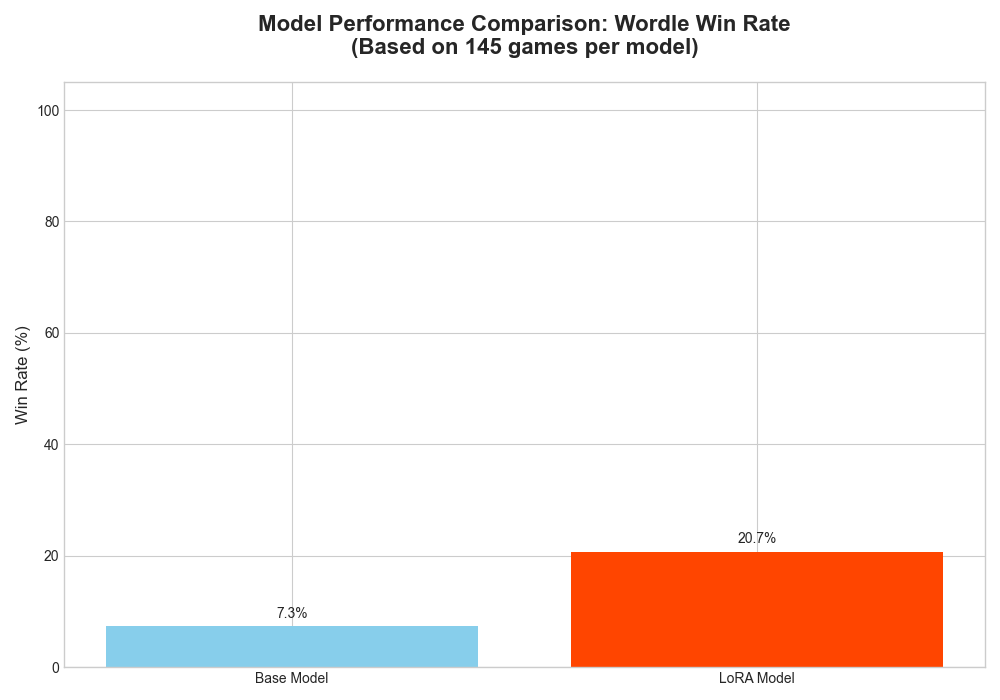 Model Performance Comparison: Wordle Win Rate
(Based on 145 games per model)
100
80
60
40
20
0
Win Rate (%)
7.3%
20.7%
Base Model
LoRA Model